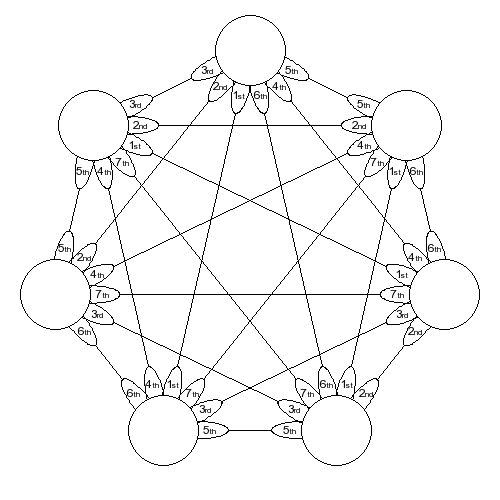 3rd 5th
2nd 1st 6th 4th
3rd 5th
2nd 2nd
1st 4th
7th 7th
5th 4th 1st 6th
5th 6th
2nd 4th
4th 1st
7th 7th
3rd 3rd
6th 2nd
6th 4th 1st 7th 7th 6th 1st 2nd
3rd 3rd
5th 5th